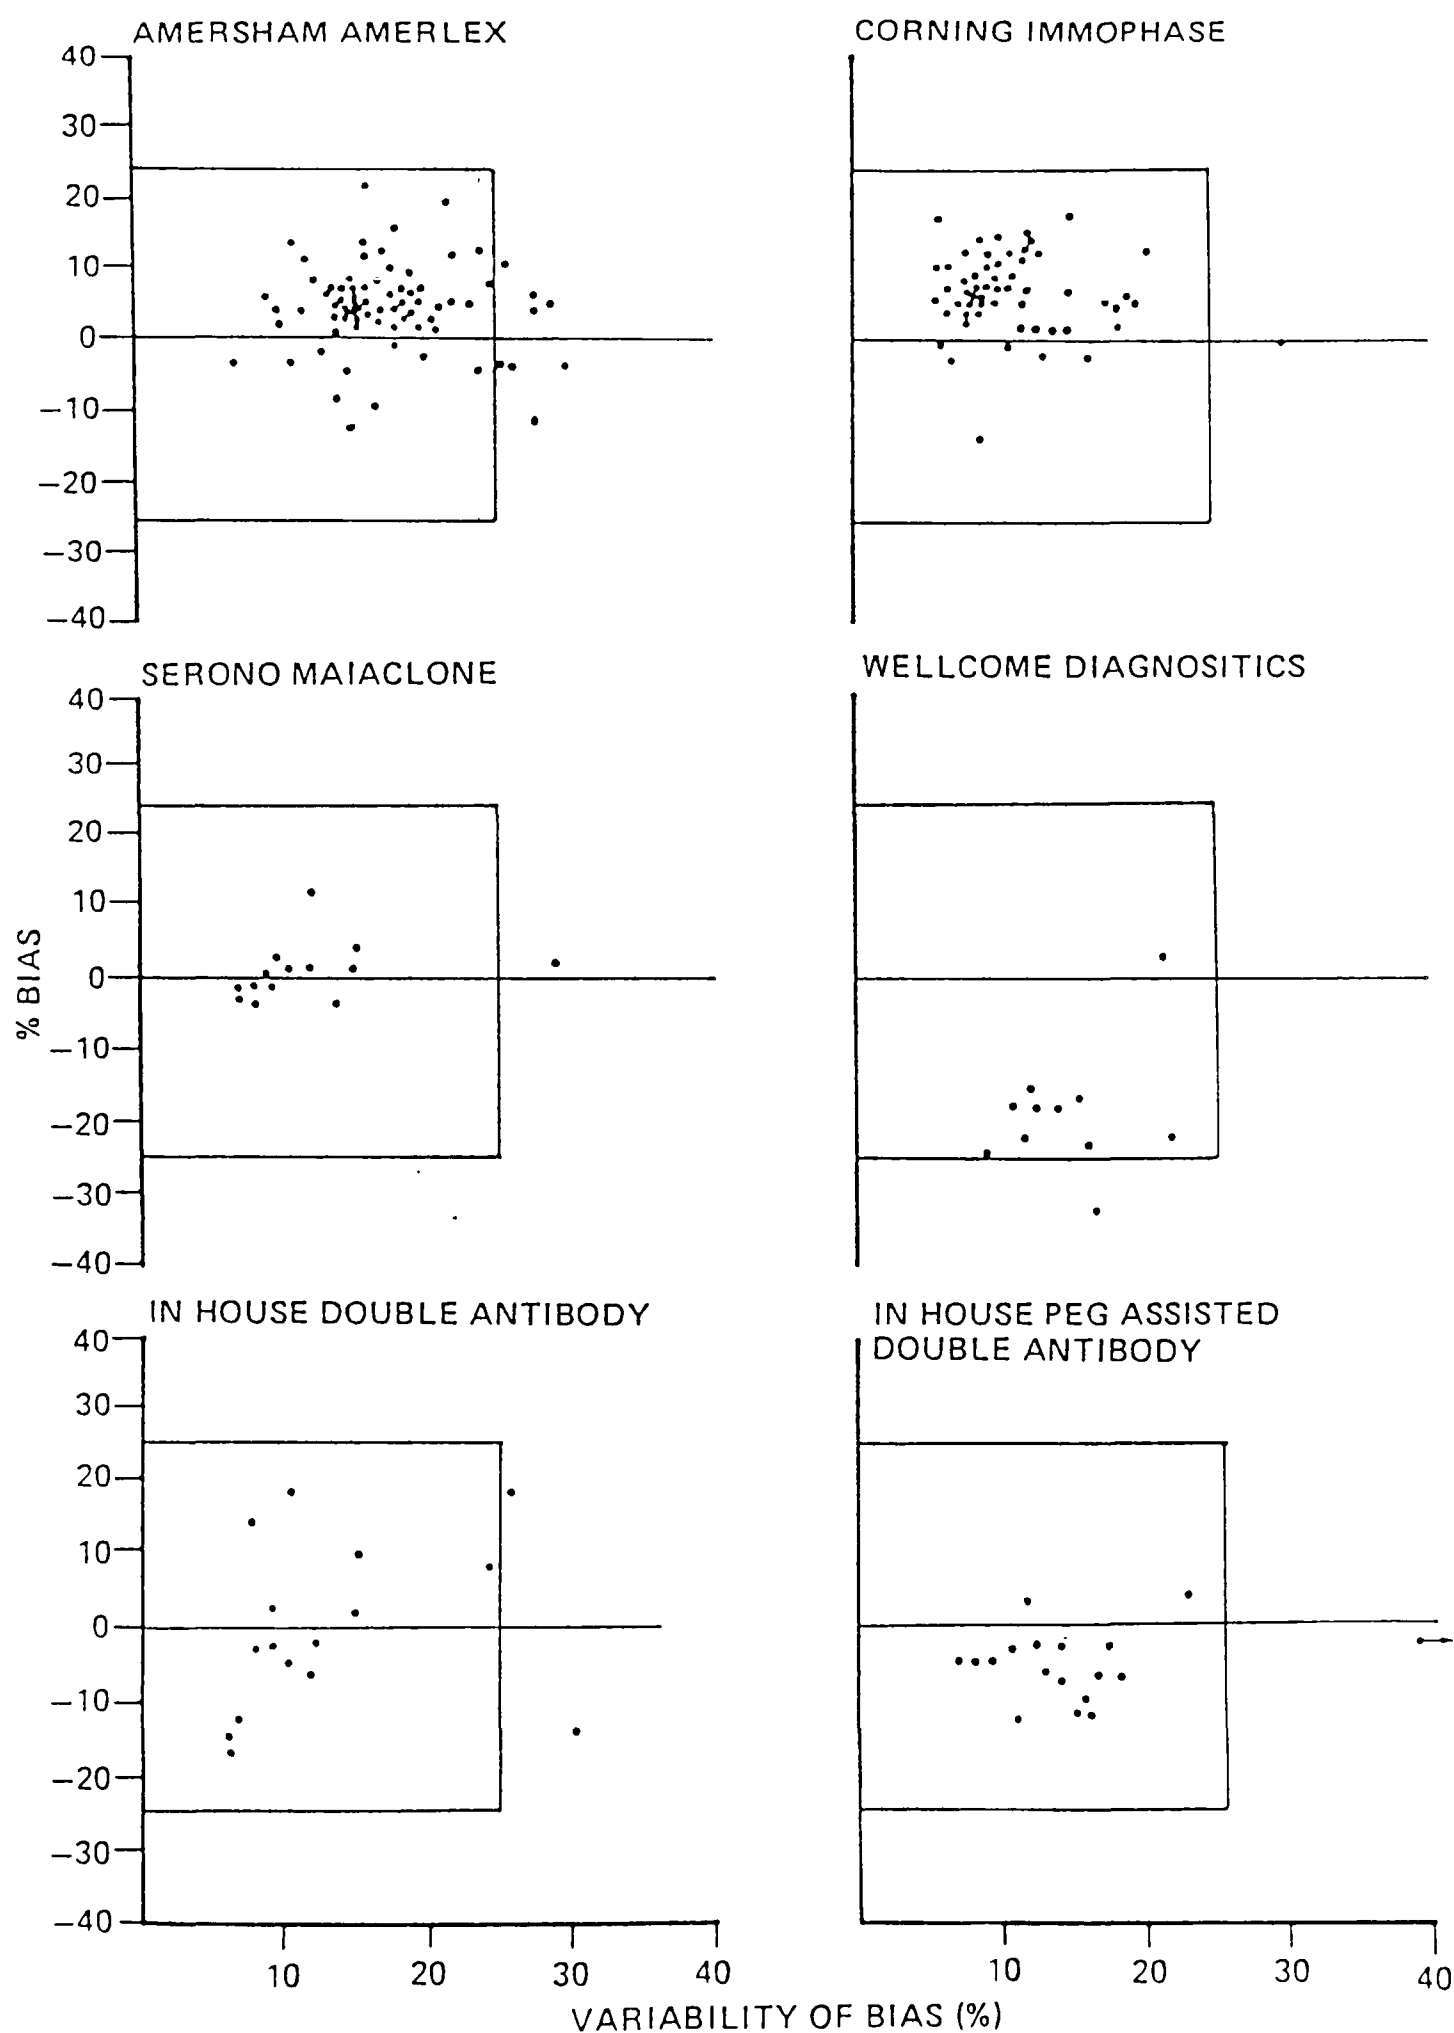 AMERSHAM AMERLEX
CORNING IMMOPHASE
40
30
20
10
0
−10
−20
−30
−40
SERONO MAIACLONE
WELLCOME DIAGNOSITICS
40
30
20
10
0
−10
−20
−30
−40
% BIAS
IN HOUSE DOUBLE ANTIBODY
IN HOUSE PEG ASSISTED
DOUBLE ANTIBODY
40
30
20
10
0
−10
−20
−30
−40
10 20 30 40
10 20 30 40
VARIABILITY OF BIAS (%)